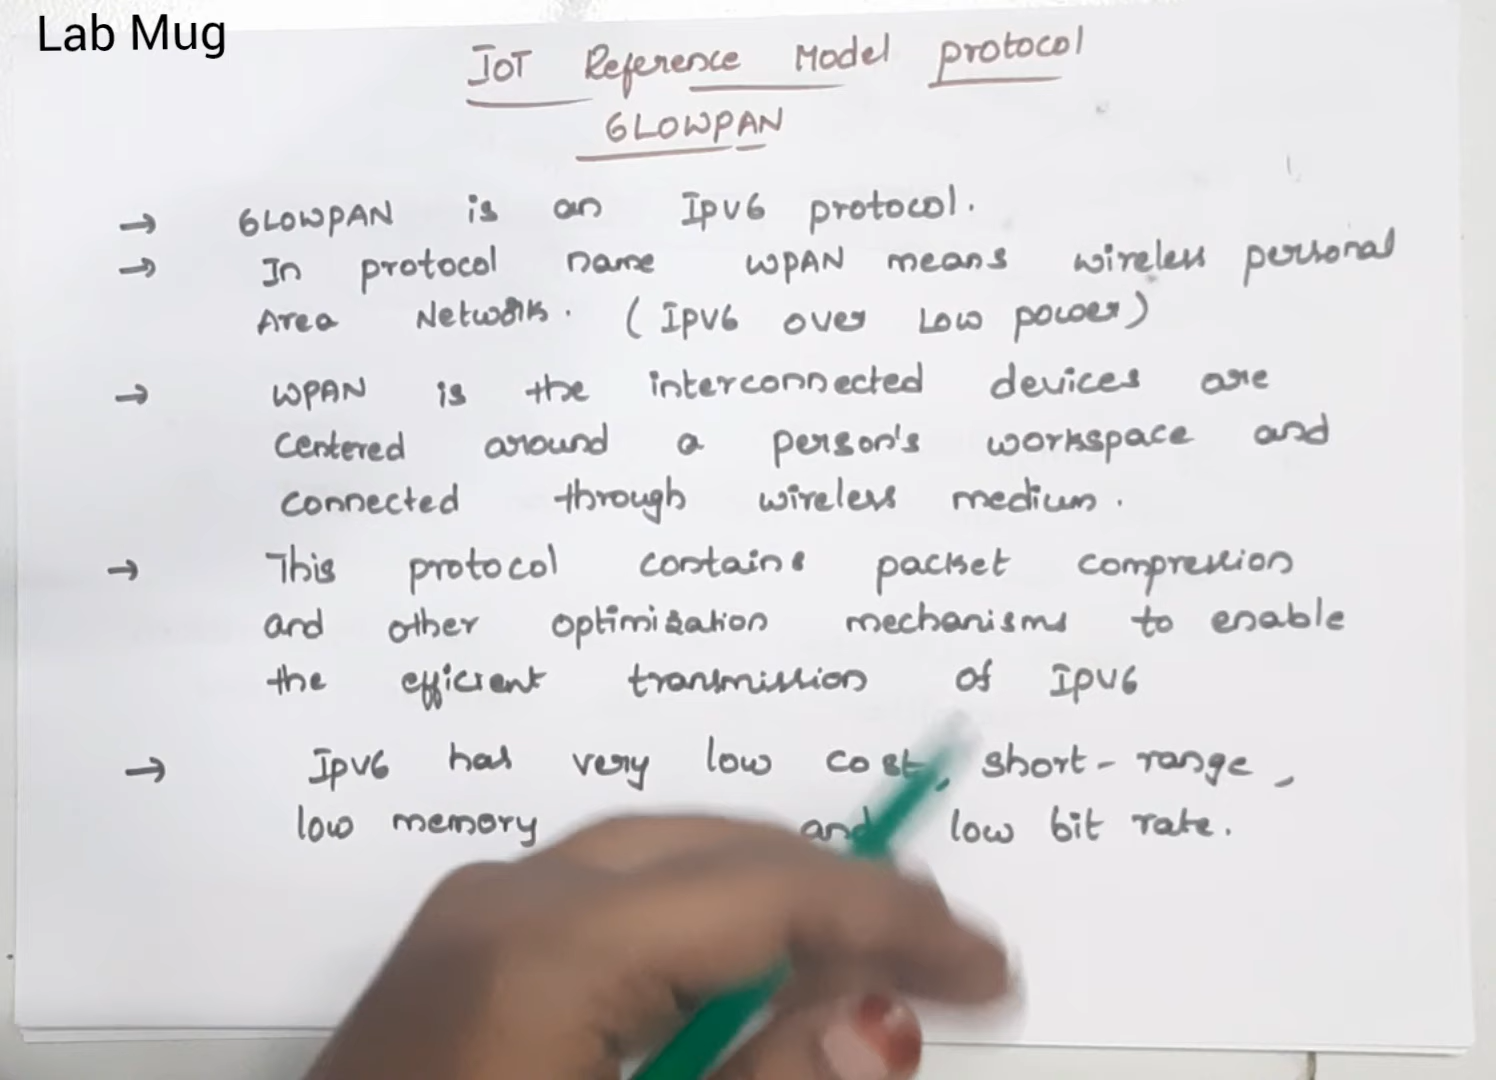 Lab Mug
IoT Reference Model protocol
6LOWPAN
→ 6LOWPAN is an IPV6 protocol.
→ In protocol name WPAN means wireless personal
Area Network. (IPV6 over Low power)
→ WPAN is the interconnected devices are
centered around a person's workspace and
connected through wireless medium.
→ This protocol contains packet compression
and other optimization mechanisms to enable
the efficient transmission of IPV6
→ IPV6 has very low cost, short-range,
low memory and low bit rate.